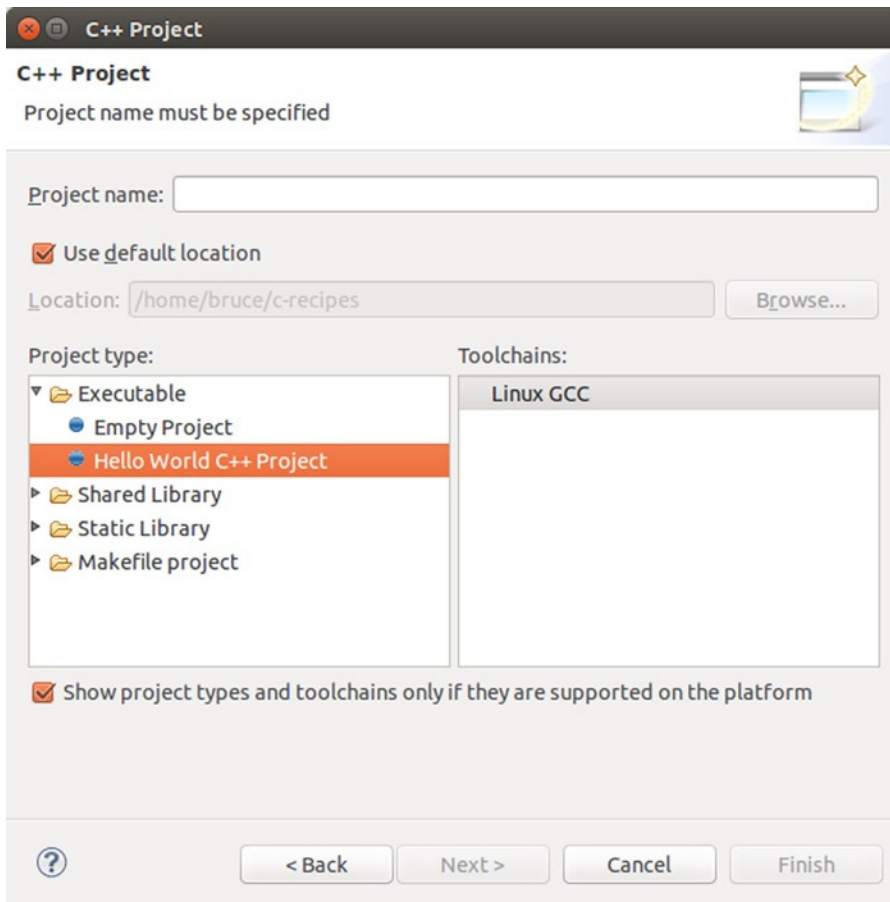 C++ Project
C++ Project
Project name must be specified
Project name:
Use default location
Location: /home/bruce/c-recipes Browse...
Project type: Toolchains:
Executable Linux GCC
Empty Project
Hello World C++ Project
Shared Library
Static Library
Makefile project
Show project types and toolchains only if they are supported on the platform
? < Back Next > Cancel Finish